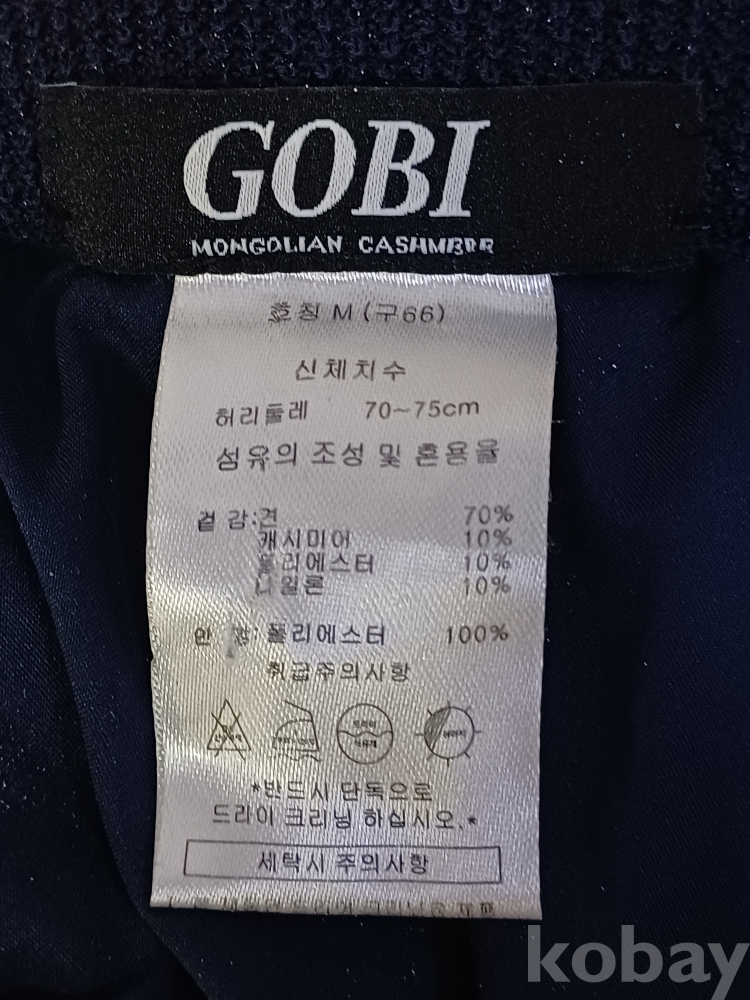 GOBI
MONGOLIAN CASHMERE
호칭 M (구66)
신체치수
허리둘레 70~75cm
섬유의 조성 및 혼용율
겉 감:견 70%
캐시미어 10%
폴리에스터 10%
나일론 10%
안 감: 폴리에스터 100%
취급주의사항
*반드시 단독으로
드라이 크리닝 하십시오.*
세탁시 주의사항
kobay